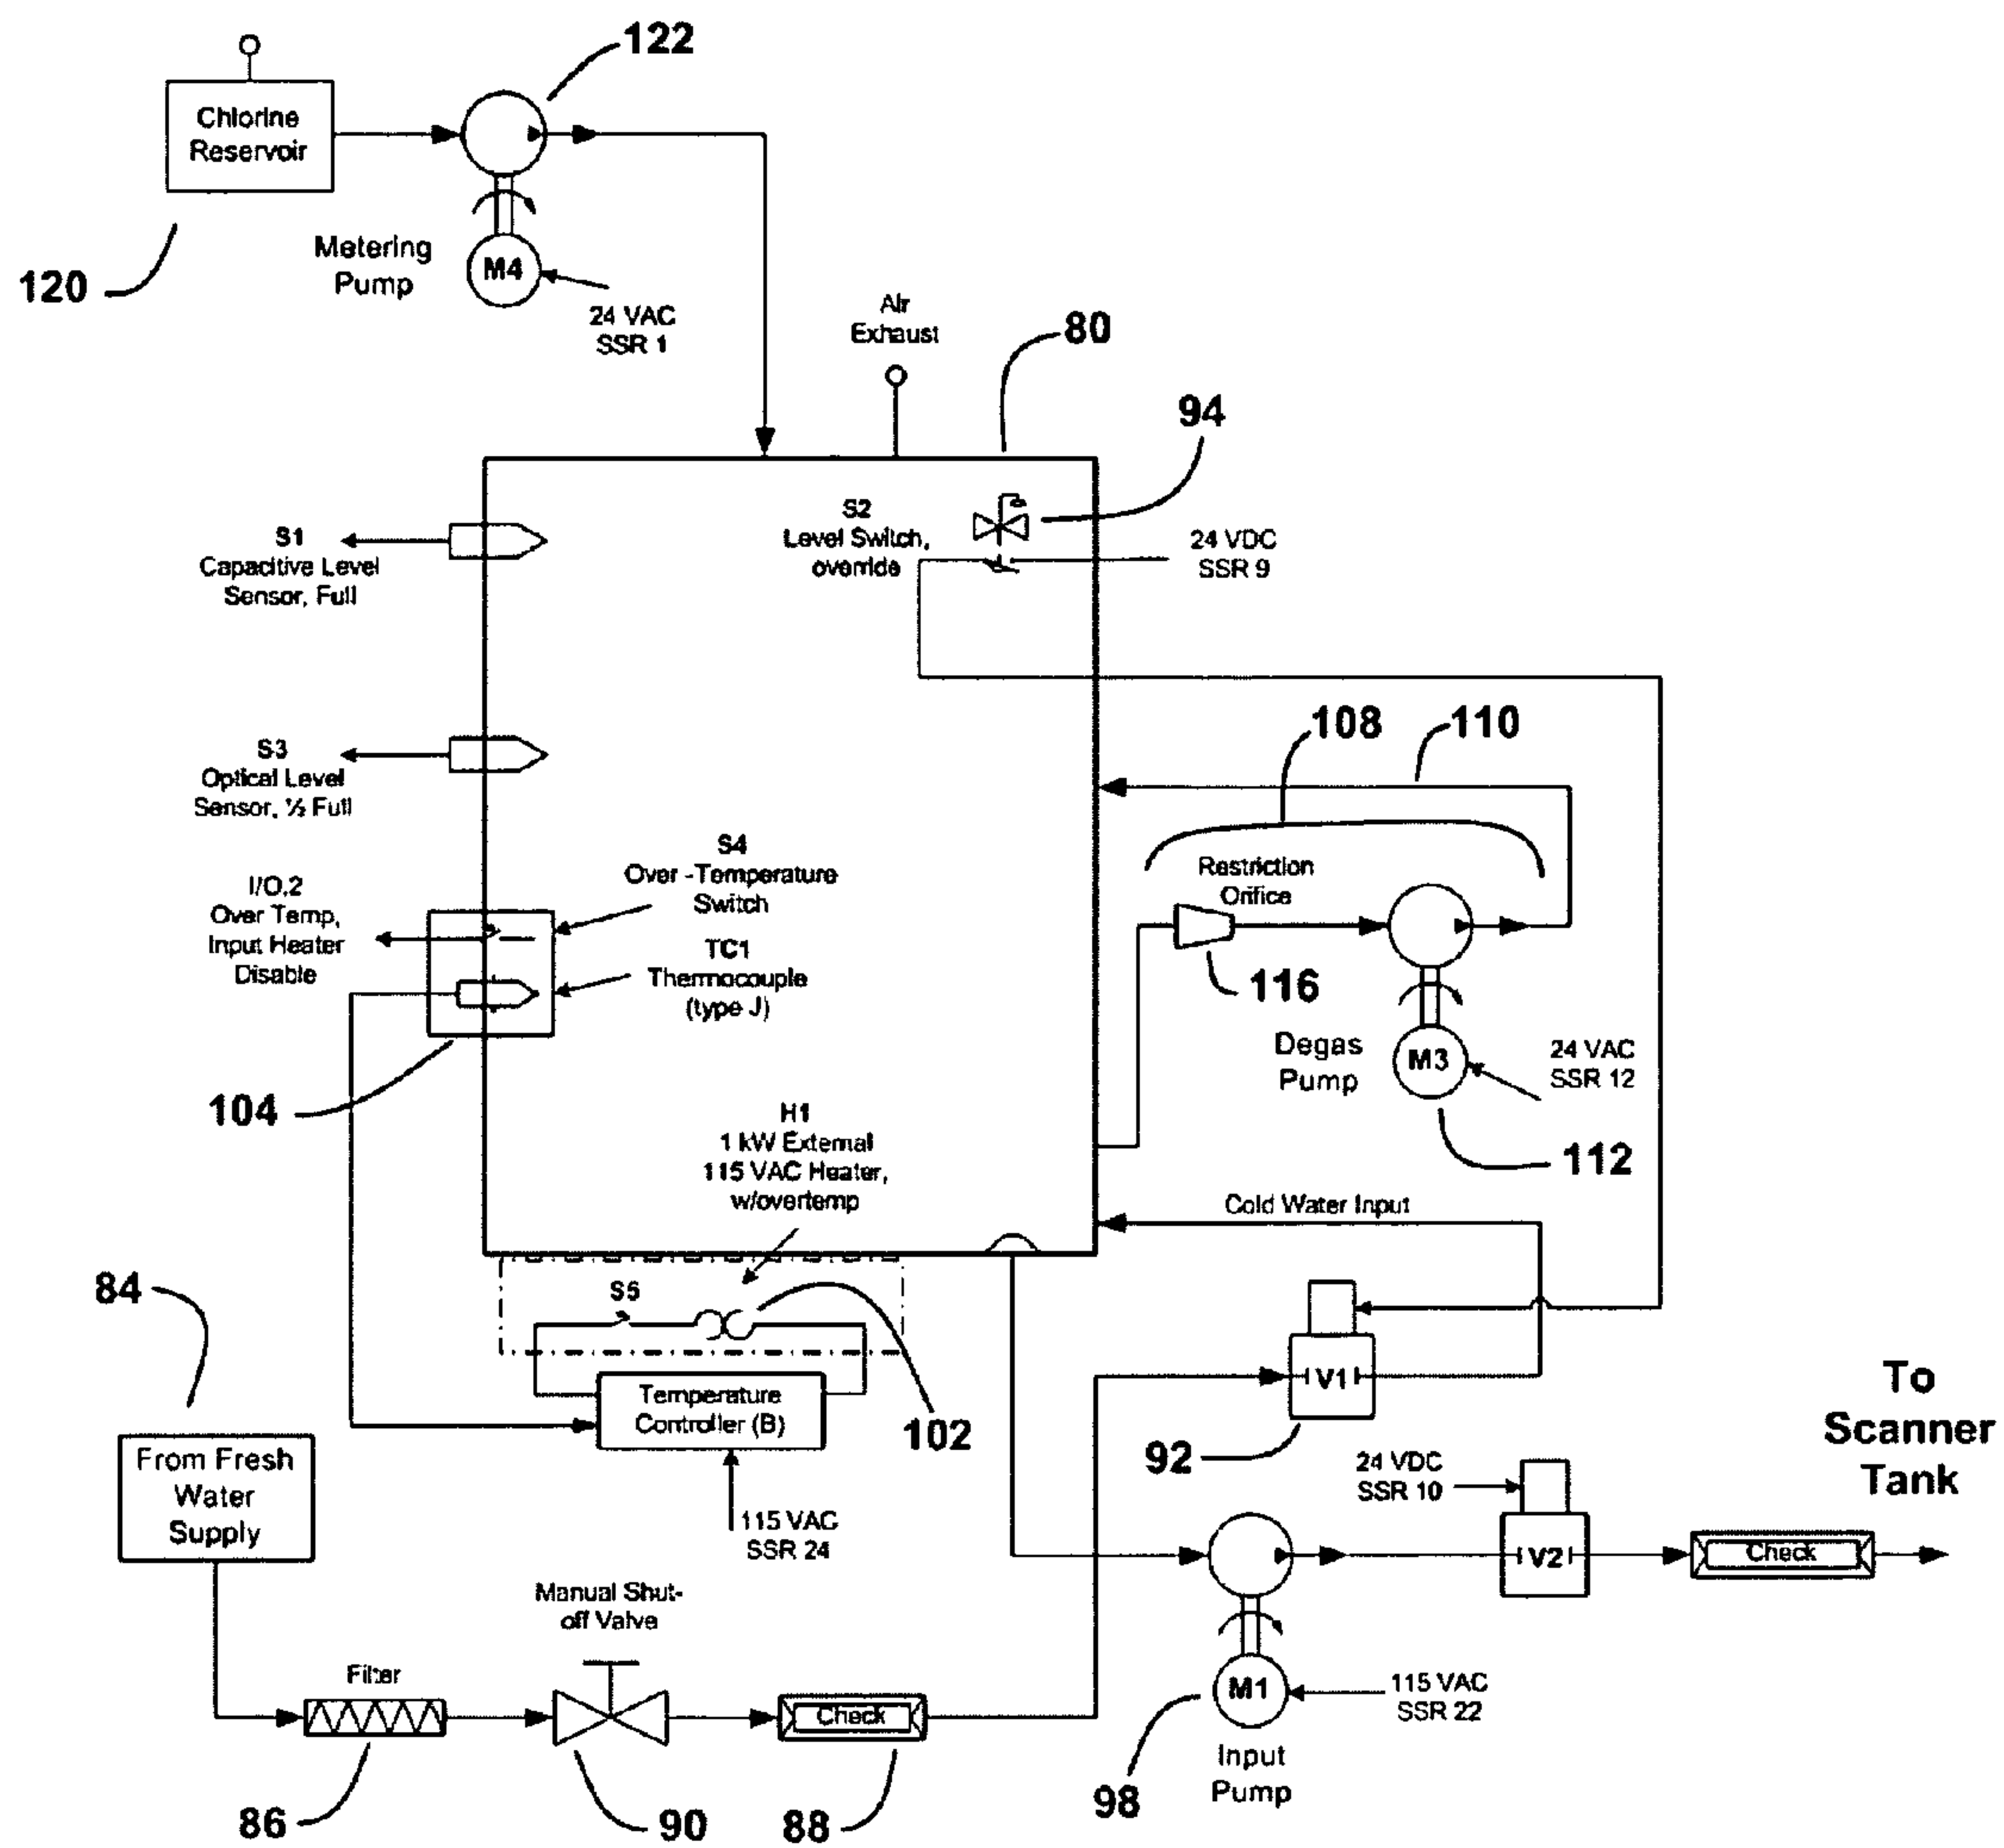 122
Chlorine
Reservoir
120
Metering
Pump
M4
24 VAC
SSR 1
Air
Exhaust
80
94
S1
Capacitive Level
Sensor, Full
S2
Level Switch,
override
24 VDC
SSR 9
108
110
S3
Optical Level
Sensor, ½ Full
S4
Over -Temperature
Switch
I/O.2
Over Temp,
Input Heater
Disable
TC1
Thermocouple
(type J)
104
Restriction
Orifice
116
Degas
Pump
M3
24 VAC
SSR 12
112
H1
1 kW External
115 VAC Heater,
w/overtemp
Cold Water Input
84
S5
Temperature
Controller (B)
102
115 VAC
SSR 24
V1
92
To
Scanner
Tank
From Fresh
Water
Supply
24 VDC
SSR 10
V2
Check
Manual Shut-
off Valve
Filter
Check
M1
115 VAC
SSR 22
Input
Pump
98
86
90
88